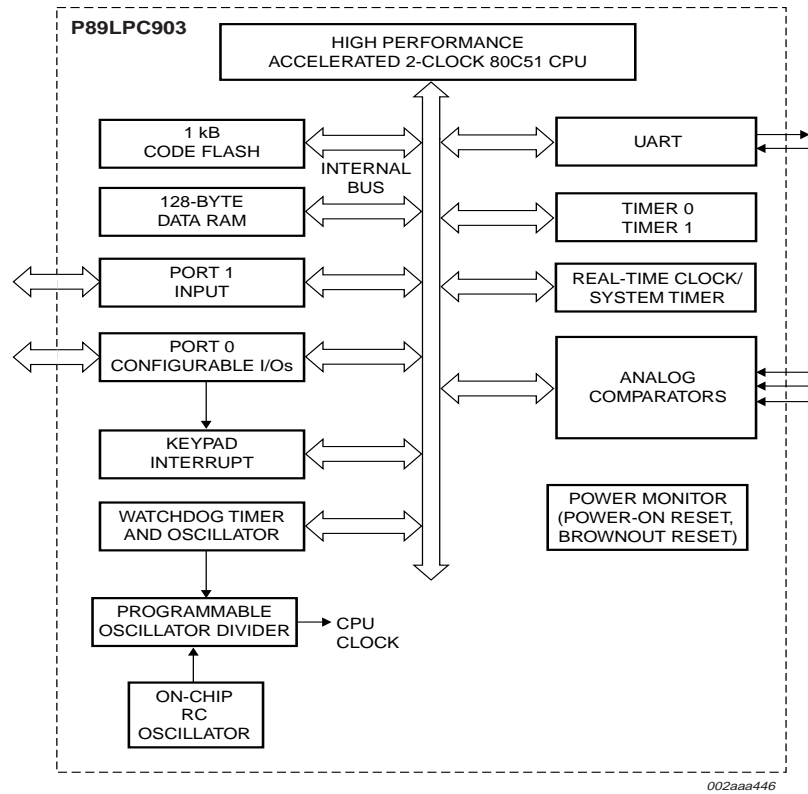 P89LPC903
HIGH PERFORMANCE
ACCELERATED 2-CLOCK 80C51 CPU
1 kB
CODE FLASH
INTERNAL
BUS
UART
128-BYTE
DATA RAM
TIMER 0
TIMER 1
PORT 1
INPUT
REAL-TIME CLOCK/
SYSTEM TIMER
PORT 0
CONFIGURABLE I/Os
ANALOG
COMPARATORS
KEYPAD
INTERRUPT
WATCHDOG TIMER
AND OSCILLATOR
POWER MONITOR
(POWER-ON RESET,
BROWNOUT RESET)
PROGRAMMABLE
OSCILLATOR DIVIDER
CPU
CLOCK
ON-CHIP
RC
OSCILLATOR
002aaa446